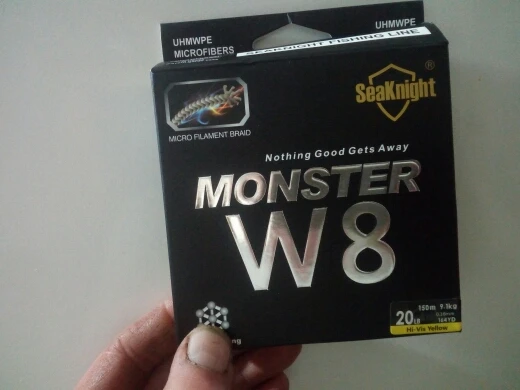 UHMWPE
MICROFIBERS
UHMWPE
SEAKNIGHT FISHING LINE
SeaKnight®
MICRO FILAMENT BRAID
Nothing Good Gets Away
MONSTER
W8
150m 9.1kg
20LB
164YD
Hi-Vis Yellow